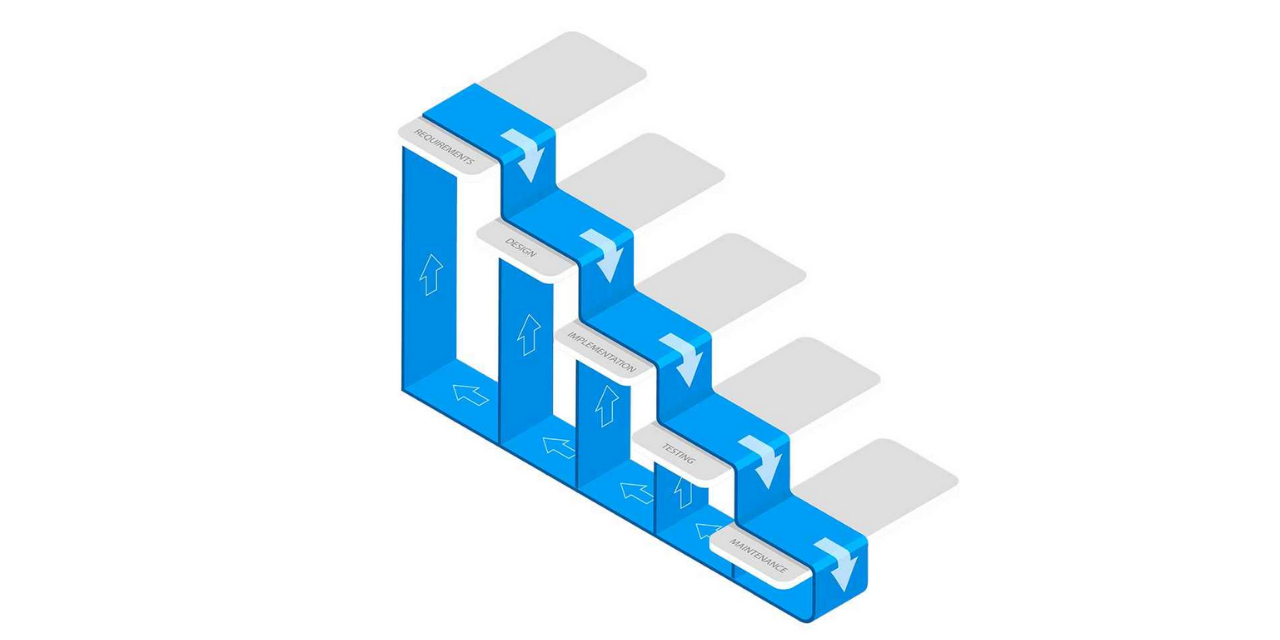 REQUIREMENTS
DESIGN
IMPLEMENTATION
TESTING
MAINTENANCE